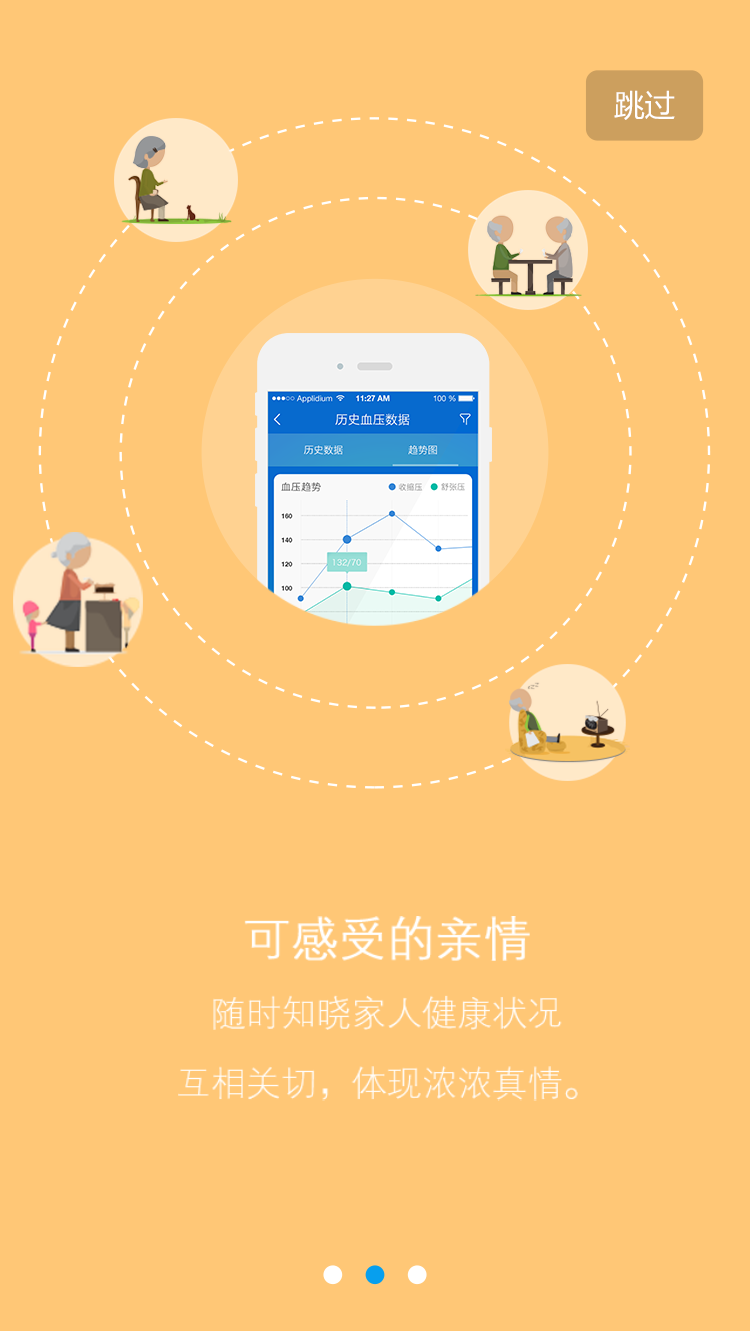 跳过
Applidium 11:27 AM 100 %
历史血压数据
历史数据 趋势图
血压趋势 收缩压 舒张压
160
140
132/70
120
100
可感受的亲情
随时知晓家人健康状况
互相关切，体现浓浓真情。